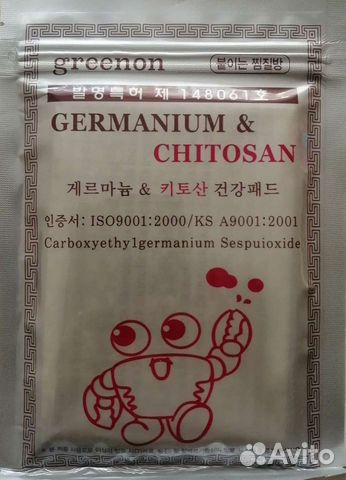 greenon
붙이는 찜질방
발명특허 제 148061호
GERMANIUM &
CHITOSAN
게르마늄 & 키토산 건강패드
인증서: ISO9001:2000/KS A9001:2001
Carboxyethylgermanium Sespuioxide
Avito